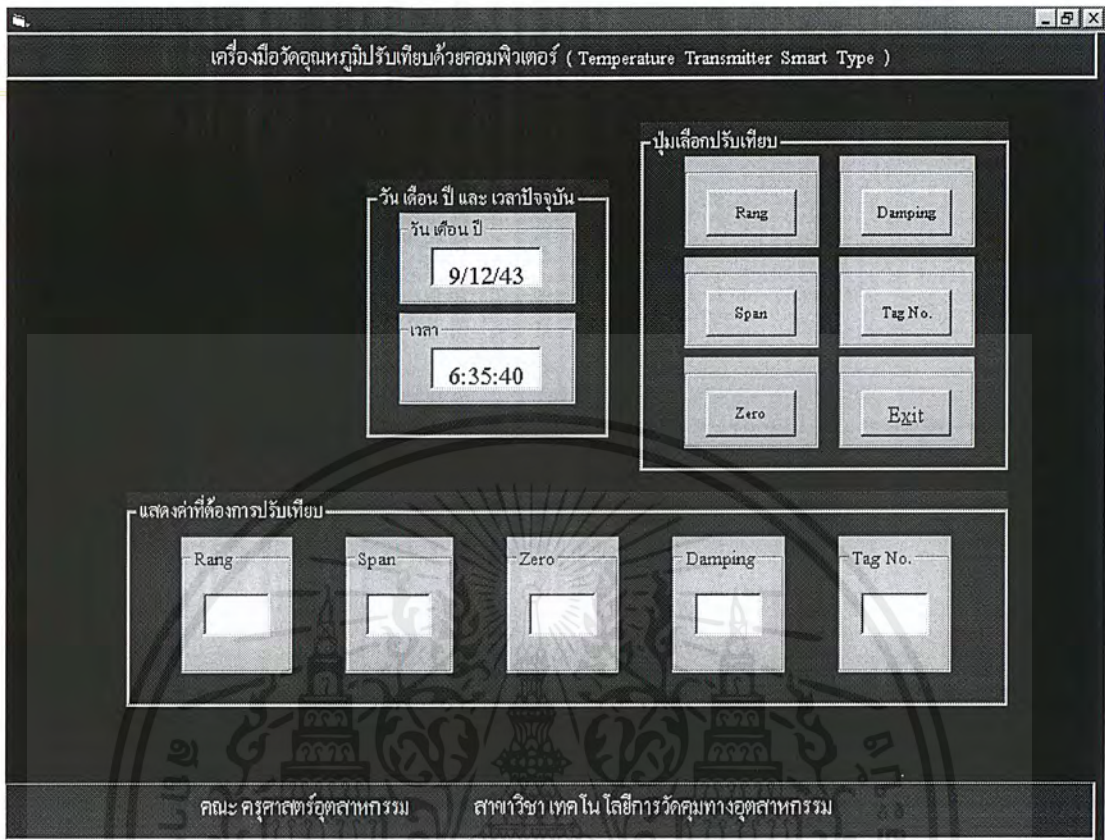 เครื่องมือวัดอุณหภูมิปรับเทียบด้วยคอมพิวเตอร์ ( Temperature Transmitter Smart Type )
วัน เดือน ปี และ เวลาปัจจุบัน
วัน เดือน ปี
9/12/43
เวลา
6:35:40
ปุ่มเลือกปรับเทียบ
Rang
Damping
Span
Tag No.
Zero
Exit
แสดงค่าที่ต้องการปรับเทียบ
Rang
Span
Zero
Damping
Tag No.
คณะ ครุศาสตร์อุตสาหกรรม สาขาวิชา เทคโน โลยีการวัดคุมทางอุตสาหกรรม